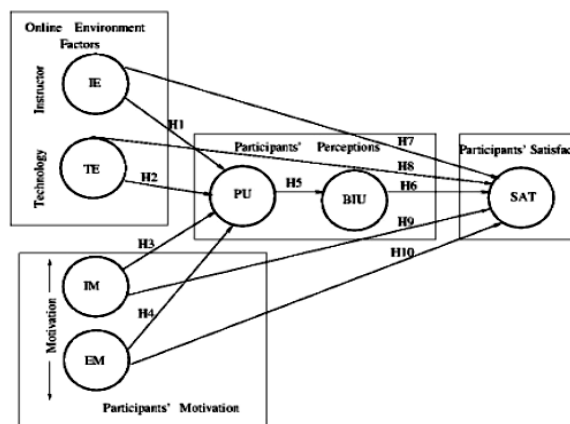 Online Environment
Factors
Instructor
IE
H1
H7
Technology
TE
H2
H8
Participants' Perceptions
Participants' Satisfac
PU
H5
BIU
H6
SAT
H3
H9
Motivation
IM
H4
H10
EM
Participants' Motivation